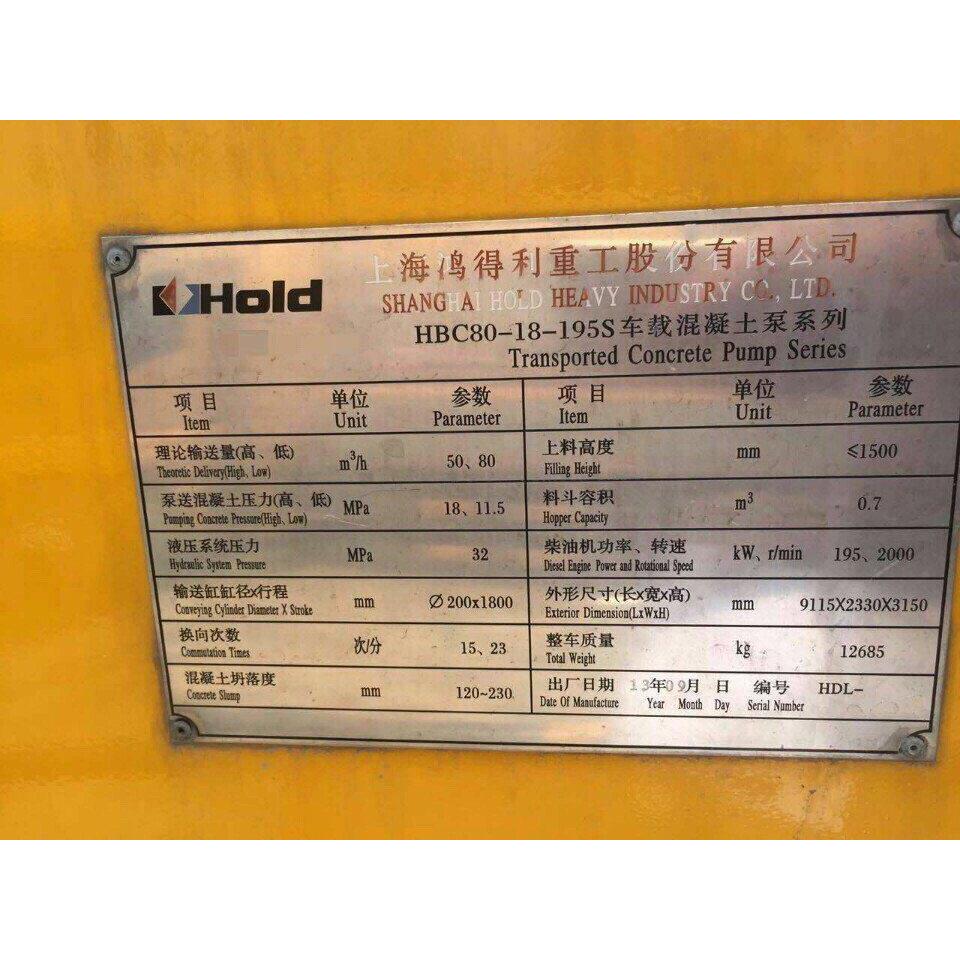 Hold
上海鸿得利重工股份有限公司
SHANGHAI HOLD HEAVY INDUSTRY CO., LTD.
HBC80-18-195S车载混凝土泵系列
Transported Concrete Pump Series
项目 单位 参数 项目 单位 参数
Item Unit Parameter Item Unit Parameter
理论输送量(高、低) m³/h 50、80 上料高度 mm ≤1500
Theoretic Delivery(High, Low) Filling Height
泵送混凝土压力(高、低) MPa 18、11.5 料斗容积 m³ 0.7
Pumping Concrete Pressure(High, Low) Hopper Capacity
液压系统压力 MPa 32 柴油机功率、转速 kW、r/min 195、2000
Hydraulic System Pressure Diesel Engine Power and Rotational Speed
输送缸缸径x行程 mm Ø200x1800 外形尺寸(长x宽x高) mm 9115X2330X3150
Conveying Cylinder Diameter X Stroke Exterior Dimension(LxWxH)
换向次数 次/分 15、23 整车质量 kg 12685
Commutation Times Total Weight
混凝土坍落度 mm 120~230 出厂日期 13年09月 日 编号 HDL-
Concrete Slump Date Of Manufacture Year Month Day Serial Number